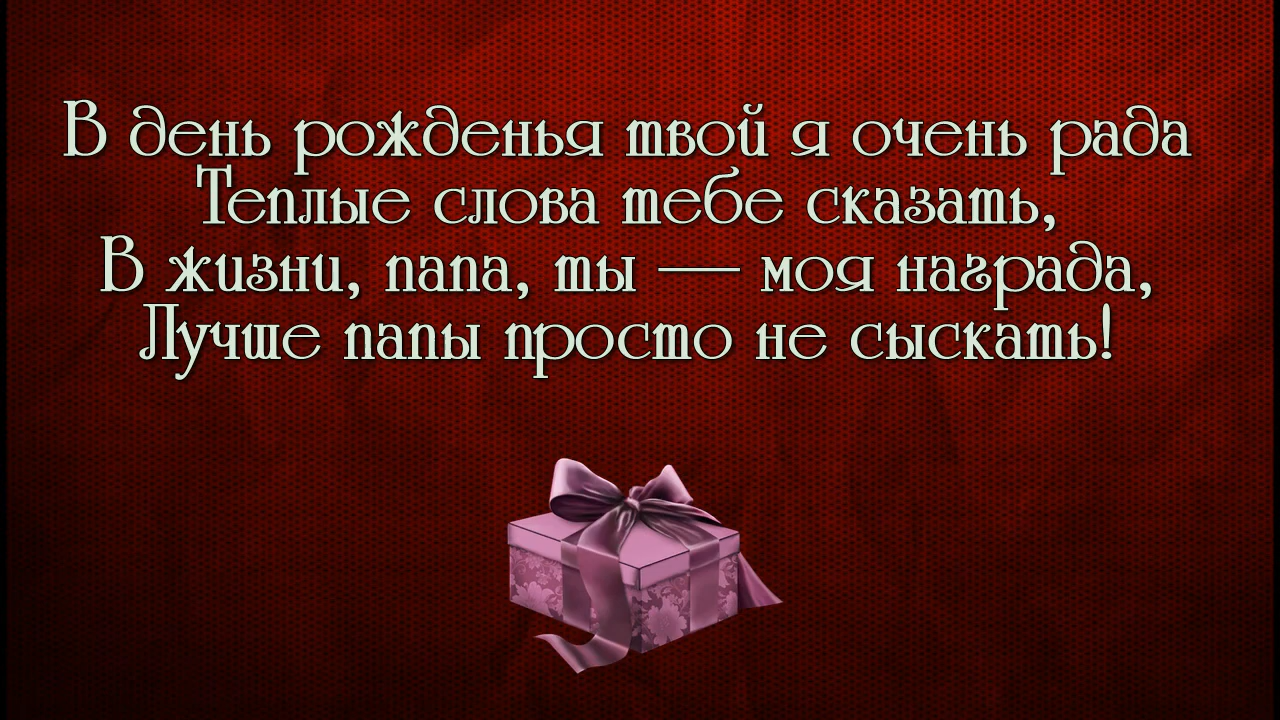 В день рожденья твой я очень рада
Теплые слова тебе сказать,
В жизни, папа, ты — моя награда,
Лучше папы просто не сыскать!